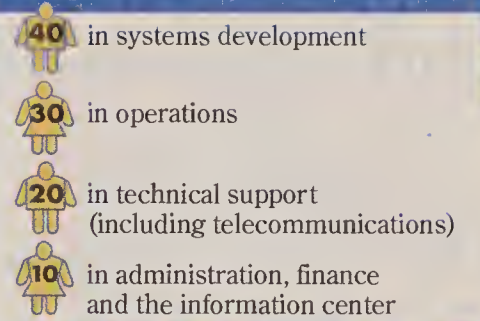 40 in systems development
30 in operations
20 in technical support
(including telecommunications)
10 in administration, finance
and the information center